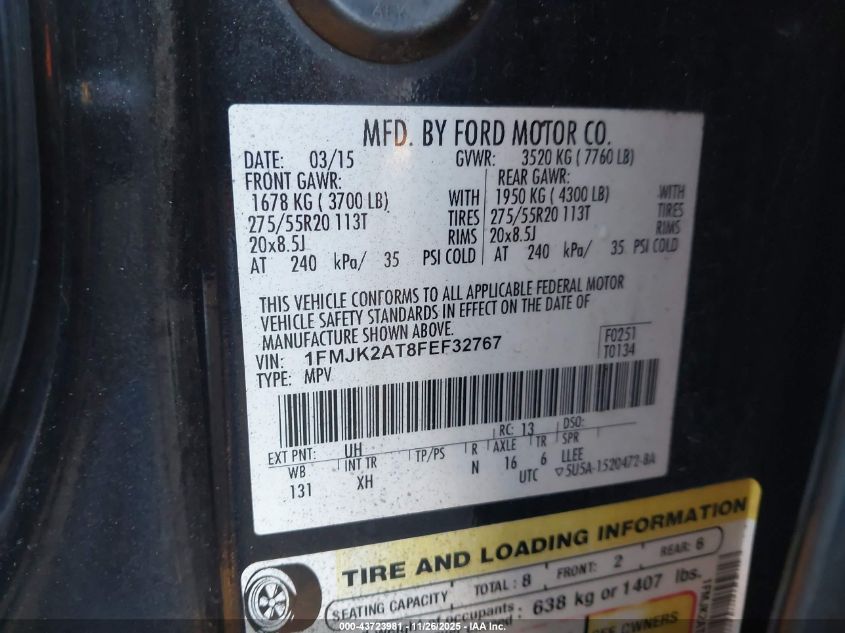 MFD. BY FORD MOTOR CO.
DATE: 03/15 GVWR: 3520 KG ( 7760 LB)
FRONT GAWR: REAR GAWR:
1678 KG ( 3700 LB) WITH 1950 KG ( 4300 LB) WITH
275/55R20 113T TIRES 275/55R20 113T TIRES
20x8.5J RIMS 20x8.5J RIMS
AT 240 kPa/ 35 PSI COLD AT 240 kPa/ 35 PSI COLD
THIS VEHICLE CONFORMS TO ALL APPLICABLE FEDERAL MOTOR
VEHICLE SAFETY STANDARDS IN EFFECT ON THE DATE OF
MANUFACTURE SHOWN ABOVE.
VIN: 1FMJK2AT8FEF32767 F0251
TYPE: MPV T0134
RC: 13 DSO:
EXT PNT: UH
WB INT TR TP/PS R AXLE TR SPR
131 XH N 16 6 LLEE
UTC ▽5U5A-1520472-BA
TIRE AND LOADING INFORMATION
SEATING CAPACITY TOTAL : 8 FRONT: 2 REAR: 6
occupants 638 kg or 1407 lbs.
OWNERS
000-43723981 - 11/26/2025 - IAA Inc.